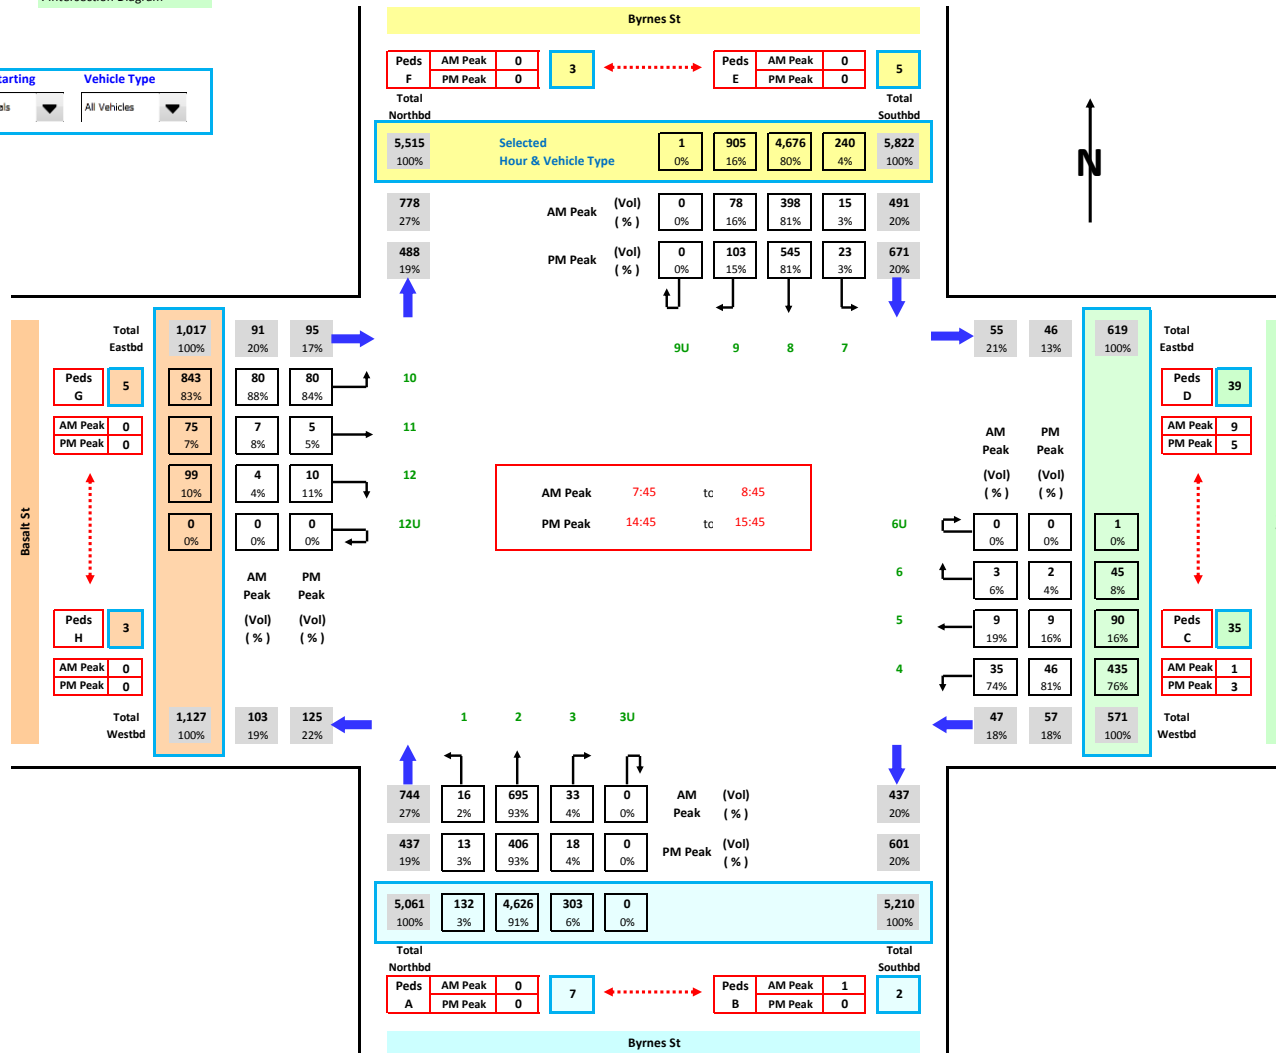 Intersection Diagram
Byrnes St
Peds F AM Peak 0 3 Peds E AM Peak 0 5
PM Peak 0 PM Peak 0
arting Vehicle Type
als All Vehicles
Total Northbd Total Southbd
5,515 Selected 1 905 4,676 240 5,822
100% Hour & Vehicle Type 0% 16% 80% 4% 100%
N
778 AM Peak (Vol) 0 78 398 15 491
27% ( % ) 0% 16% 81% 3% 20%
488 PM Peak (Vol) 0 103 545 23 671
19% ( % ) 0% 15% 81% 3% 20%
Total Eastbd 1,017 91 95 55 46 619 Total Eastbd
100% 20% 17% 21% 13% 100%
9U 9 8 7
Peds G 5 843 80 80 10 Peds D 39
83% 88% 84%
AM Peak 0 75 7 5 11 AM Peak 9
PM Peak 0 7% 8% 5% PM Peak 5
AM Peak PM Peak
(Vol) (Vol)
( % ) ( % )
99 4 10 12
10% 4% 11%
AM Peak 7:45 to 8:45
PM Peak 14:45 to 15:45
Basalt St
0 0 0 12U 6U 0 0 1
0% 0% 0% 0% 0% 0%
AM Peak PM Peak
(Vol) (Vol)
( % ) ( % )
6 3 2 45
6% 4% 8%
Peds H 3 5 9 9 90 Peds C 35
19% 16% 16%
AM Peak 0 4 35 46 435 AM Peak 1
PM Peak 0 74% 81% 76% PM Peak 3
Total Westbd 1,127 103 125 1 2 3 3U 47 57 571 Total Westbd
100% 19% 22% 18% 18% 100%
744 16 695 33 0 AM Peak (Vol) 437
27% 2% 93% 4% 0% ( % ) 20%
437 13 406 18 0 PM Peak (Vol) 601
19% 3% 93% 4% 0% ( % ) 20%
5,061 132 4,626 303 0 5,210
100% 3% 91% 6% 0% 100%
Total Northbd Total Southbd
Peds A AM Peak 0 7 Peds B AM Peak 1 2
PM Peak 0 PM Peak 0
Byrnes St